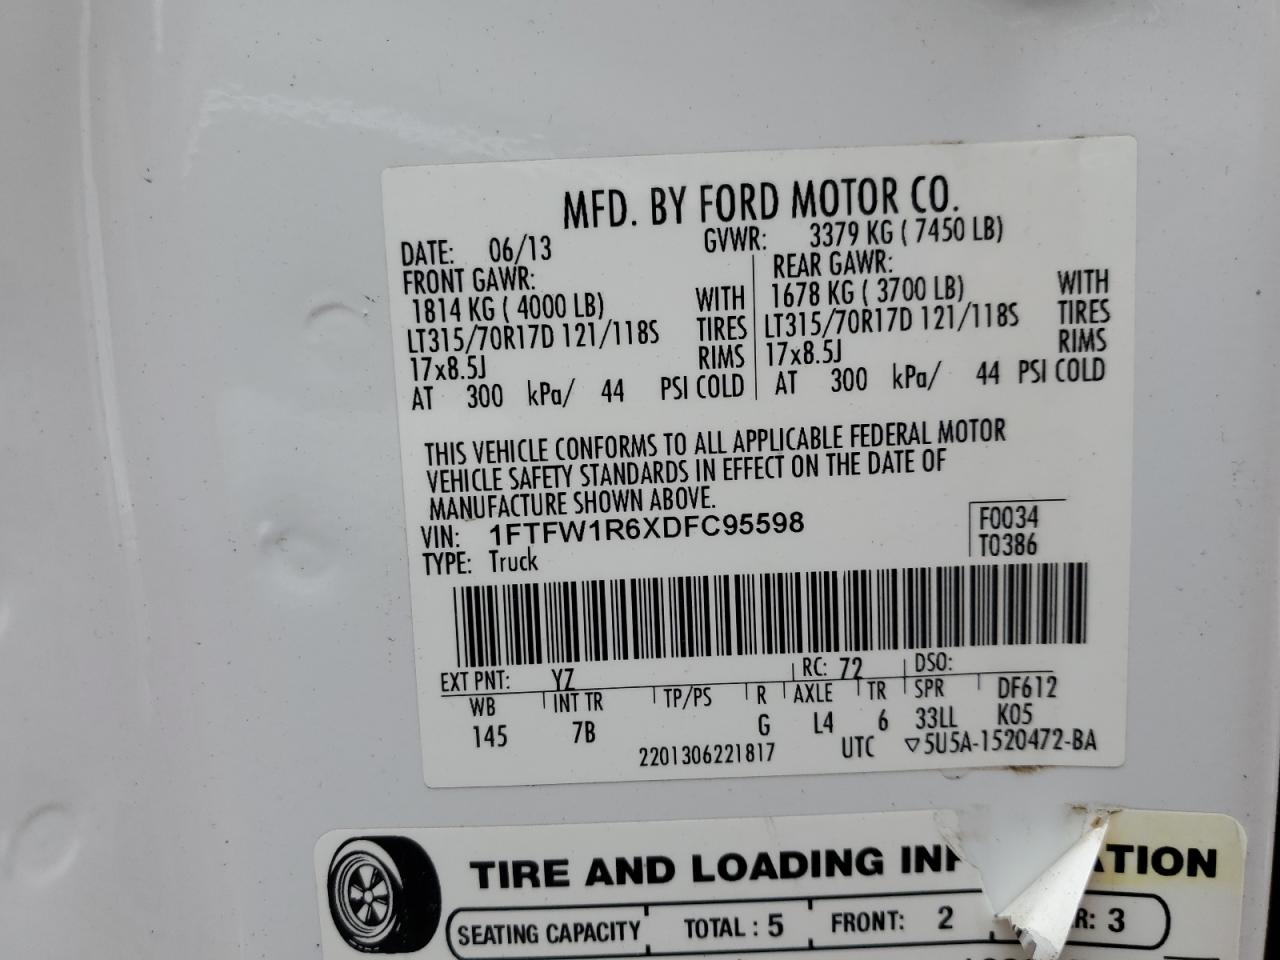 MFD. BY FORD MOTOR CO.
DATE: 06/13 GVWR: 3379 KG ( 7450 LB)
FRONT GAWR: REAR GAWR:
1814 KG ( 4000 LB) WITH 1678 KG ( 3700 LB) WITH
LT315/70R17D 121/118S TIRES LT315/70R17D 121/118S TIRES
17x8.5J RIMS 17x8.5J RIMS
AT 300 kPa/ 44 PSI COLD AT 300 kPa/ 44 PSI COLD
THIS VEHICLE CONFORMS TO ALL APPLICABLE FEDERAL MOTOR
VEHICLE SAFETY STANDARDS IN EFFECT ON THE DATE OF
MANUFACTURE SHOWN ABOVE.
VIN: 1FTFW1R6XDFC95598 F0034
TYPE: Truck T0386
EXT PNT: YZ RC: 72 DSO:
WB INT TR TP/PS R AXLE TR SPR DF612
145 7B G L4 6 33LL K05
2201306221817 UTC ▽5U5A-1520472-BA
TIRE AND LOADING INF ATION
SEATING CAPACITY TOTAL : 5 FRONT: 2 R: 3